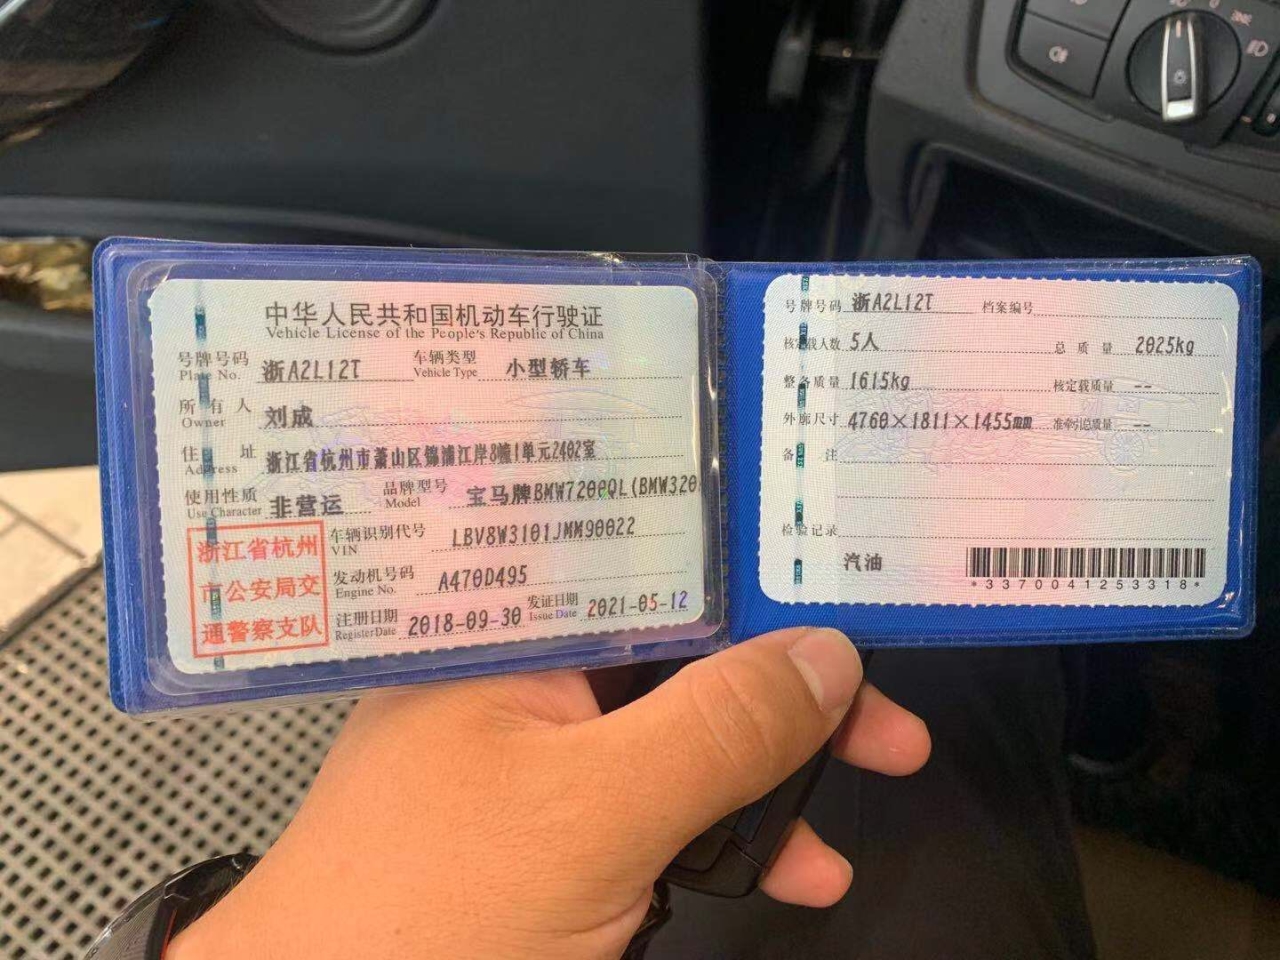 中华人民共和国机动车行驶证
Vehicle License of the People's Republic of China
号牌号码 浙A2L12T 车辆类型 小型轿车
Plate No. Vehicle Type
所有人 刘成
Owner
住址 浙江省杭州市萧山区锦浦江岸8幢1单元2402室
Address
使用性质 非营运 品牌型号 宝马牌BMW7200QL(BMW320
Use Character Model
浙江省杭州
市公安局交
通警察支队
车辆识别代号 LBV8W3101JMM90022
VIN
发动机号码 A470D495
Engine No.
注册日期 2018-09-30 发证日期 2021-05-12
Register Date Issue Date
号牌号码 浙A2L12T 档案编号
核定载人数 5人 总质量 2025kg
整备质量 1615kg 核定载质量 --
外廓尺寸 4760×1811×1455mm 准牵引总质量 --
备注
检验记录
汽油
*3370041253318*